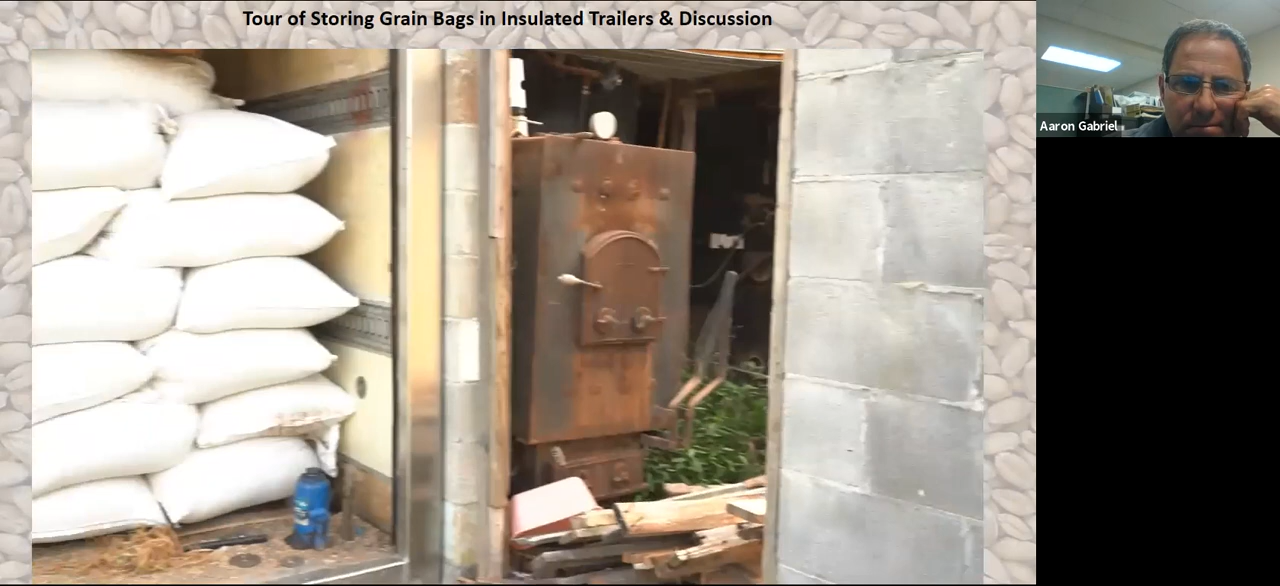 Tour of Storing Grain Bags in Insulated Trailers & Discussion
Aaron Gabriel